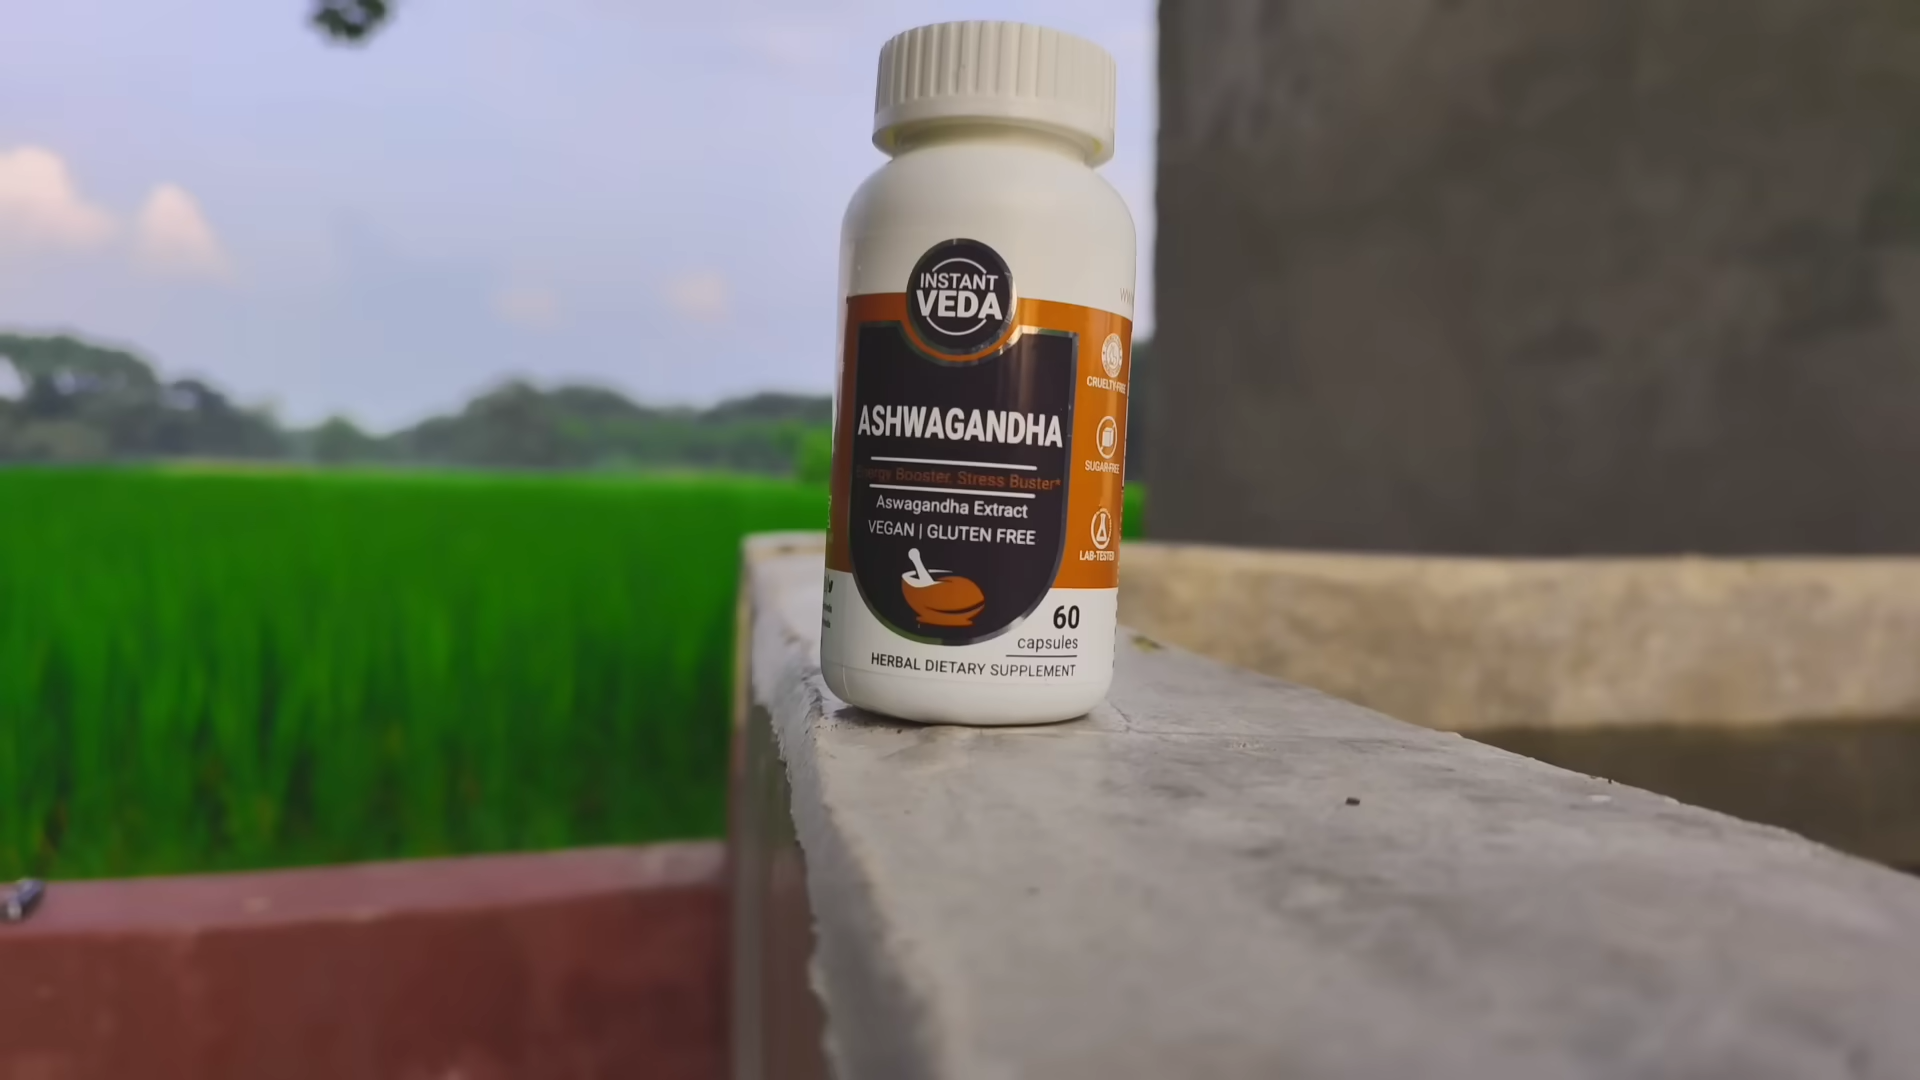 INSTANT
VEDA
ASHWAGANDHA
Energy Booster, Stress Buster*
Aswagandha Extract
VEGAN | GLUTEN FREE
60
capsules
HERBAL DIETARY SUPPLEMENT
CRUELTY-FREE
SUGAR-FREE
LAB-TESTED